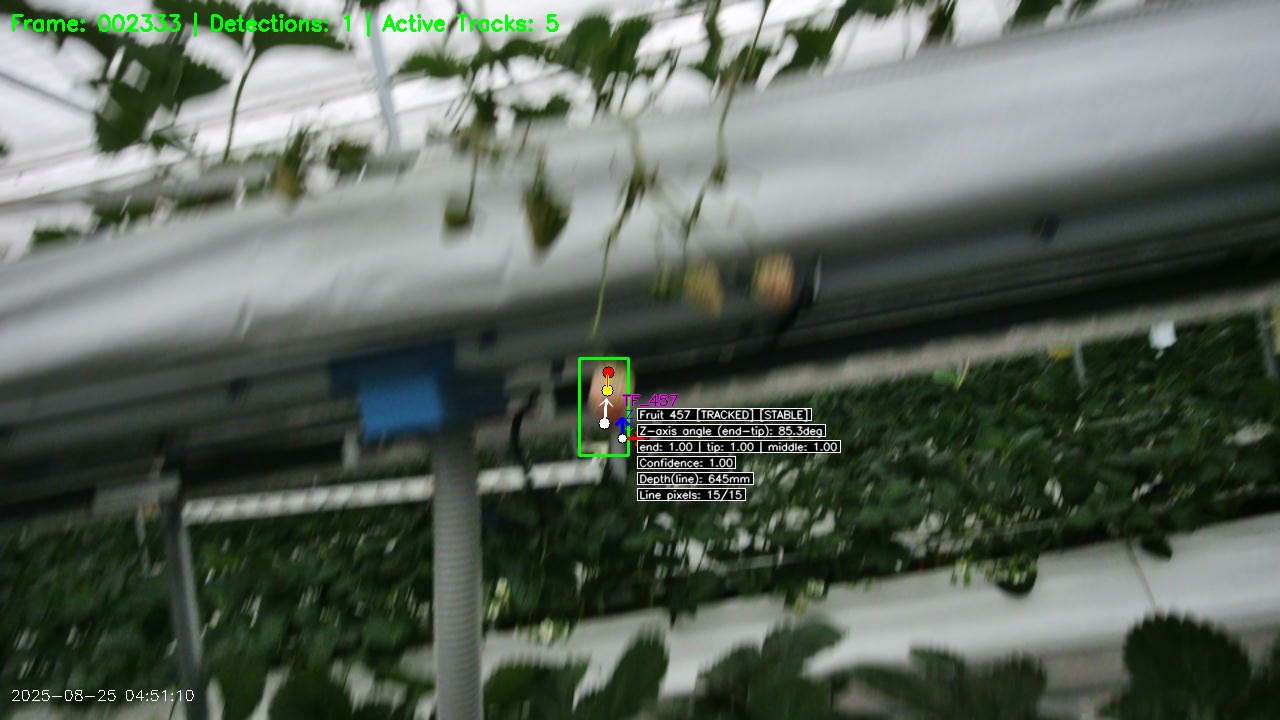 Frame: 002333 | Detections: 1 | Active Tracks: 5
TF_457
Fruit 457 [TRACKED] [STABLE]
Z-axis angle (end-tip): 85.3deg
end: 1.00 | tip: 1.00 | middle: 1.00
Confidence: 1.00
Depth(line): 645mm
Line pixels: 15/15
2025-08-25 04:51:10